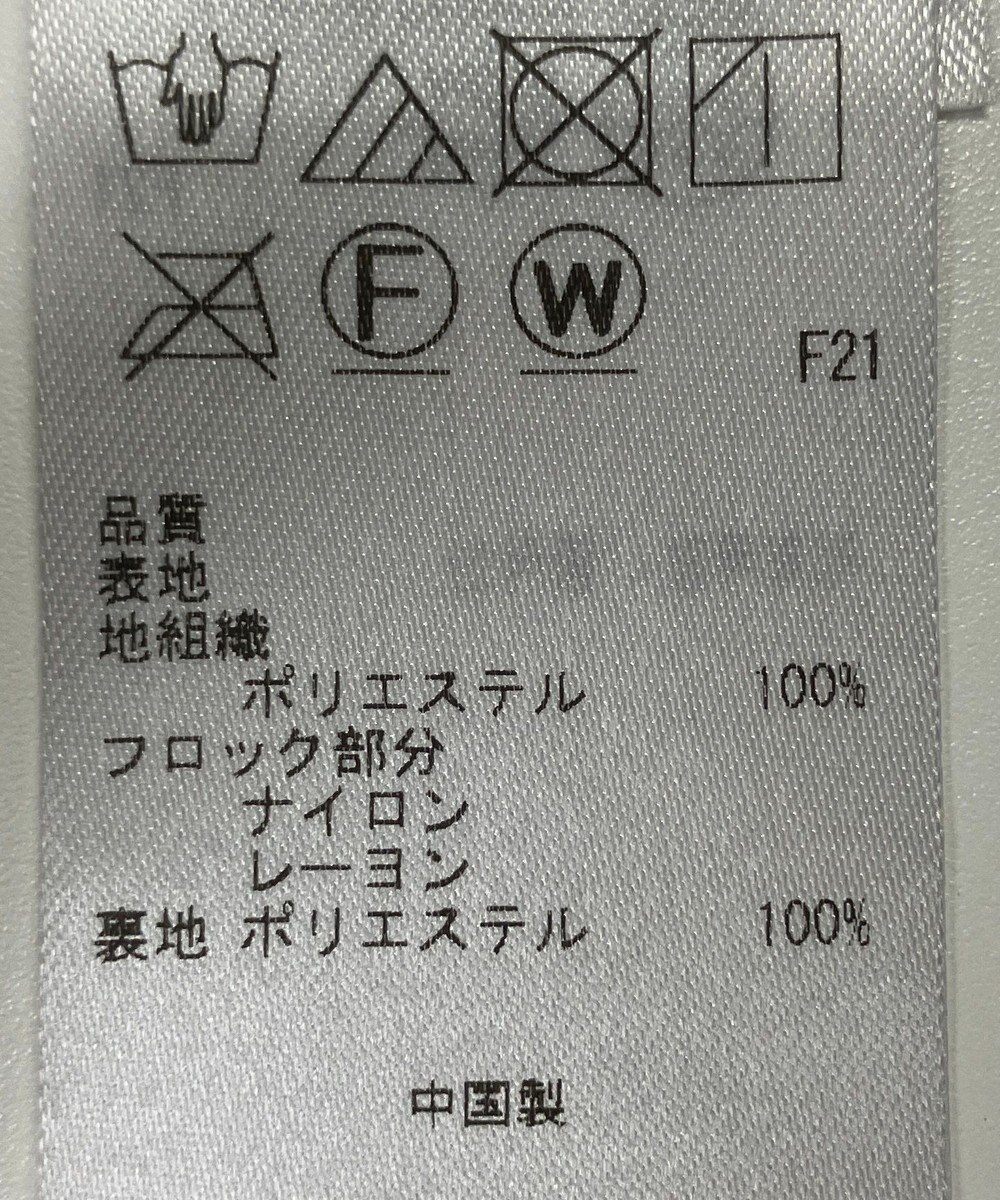 F W
F21
品質
表地
地組織
ポリエステル 100%
フロック部分
ナイロン
レーヨン
裏地 ポリエステル 100%
中国製